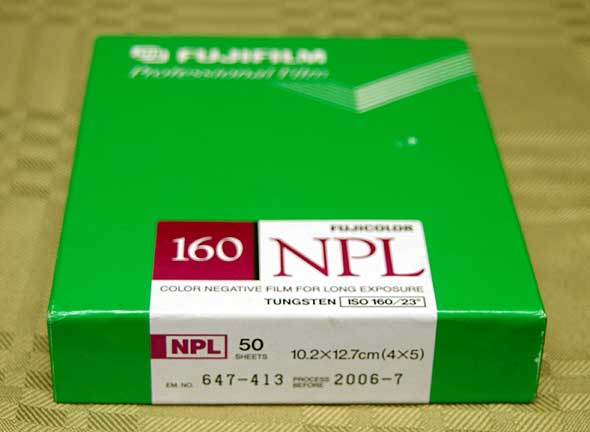 FUJIFILM
Professional Film
FUJICOLOR
160 NPL
COLOR NEGATIVE FILM FOR LONG EXPOSURE
TUNGSTEN ISO 160/23°
NPL 50 SHEETS 10.2×12.7cm (4×5)
EM. NO. 647-413 PROCESS BEFORE 2006-7